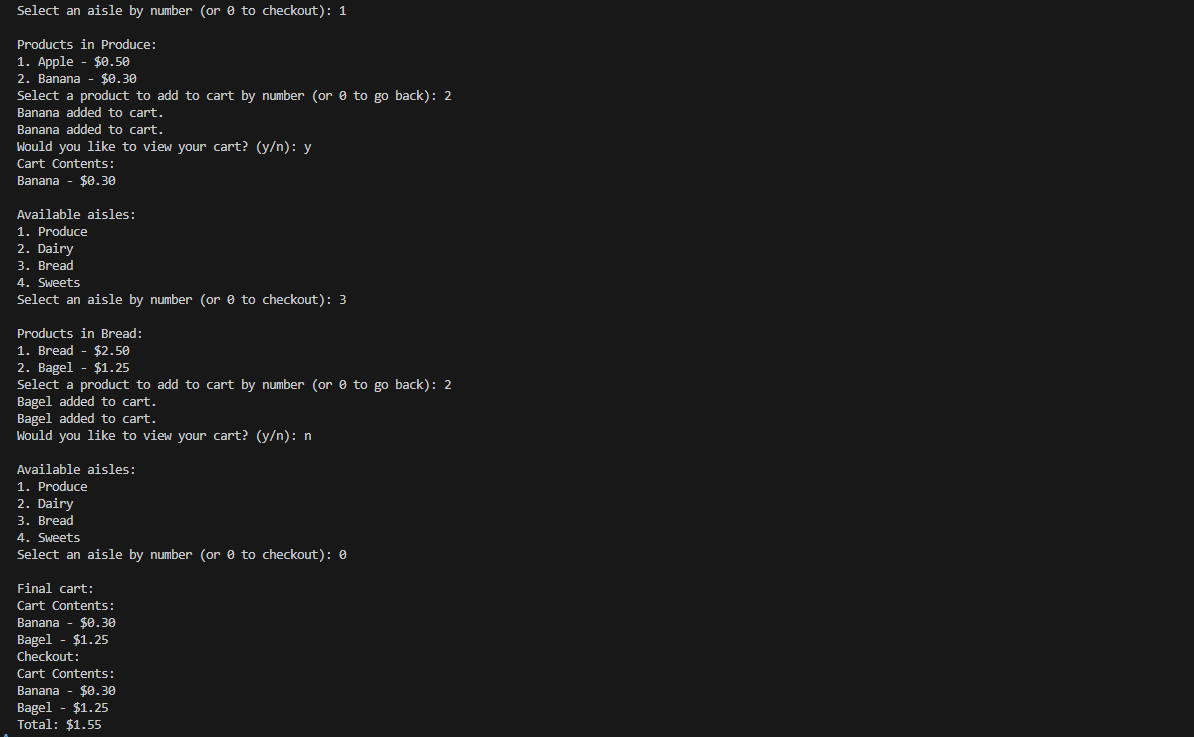 Select an aisle by number (or 0 to checkout): 1
Products in Produce:
1. Apple - $0.50
2. Banana - $0.30
Select a product to add to cart by number (or 0 to go back): 2
Banana added to cart.
Banana added to cart.
Would you like to view your cart? (y/n): y
Cart Contents:
Banana - $0.30
Available aisles:
1. Produce
2. Dairy
3. Bread
4. Sweets
Select an aisle by number (or 0 to checkout): 3
Products in Bread:
1. Bread - $2.50
2. Bagel - $1.25
Select a product to add to cart by number (or 0 to go back): 2
Bagel added to cart.
Bagel added to cart.
Would you like to view your cart? (y/n): n
Available aisles:
1. Produce
2. Dairy
3. Bread
4. Sweets
Select an aisle by number (or 0 to checkout): 0
Final cart:
Cart Contents:
Banana - $0.30
Bagel - $1.25
Checkout:
Cart Contents:
Banana - $0.30
Bagel - $1.25
Total: $1.55